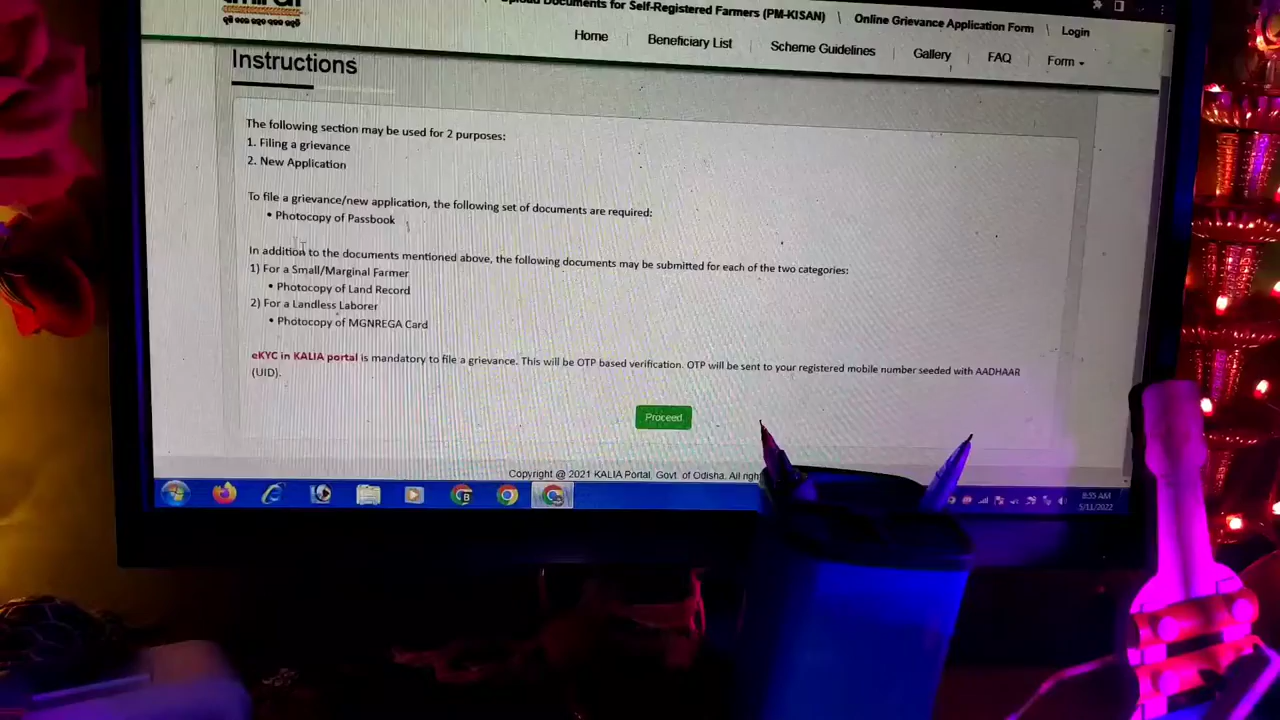 Documents for Self-Registered Farmers (PM-KISAN) | Online Grievance Application Form | Login
Home | Beneficiary List | Scheme Guidelines | Gallery | FAQ | Form
Instructions
The following section may be used for 2 purposes:
1. Filing a grievance
2. New Application
To file a grievance/new application, the following set of documents are required:
• Photocopy of Passbook
In addition to the documents mentioned above, the following documents may be submitted for each of the two categories:
1) For a Small/Marginal Farmer
• Photocopy of Land Record
2) For a Landless Laborer
• Photocopy of MGNREGA Card
eKYC in KALIA portal is mandatory to file a grievance. This will be OTP based verification. OTP will be sent to your registered mobile number seeded with AADHAAR
(UID).
Proceed
Copyright @ 2021 KALIA Portal, Govt of Odisha, All
8:55 AM
5/11/2022